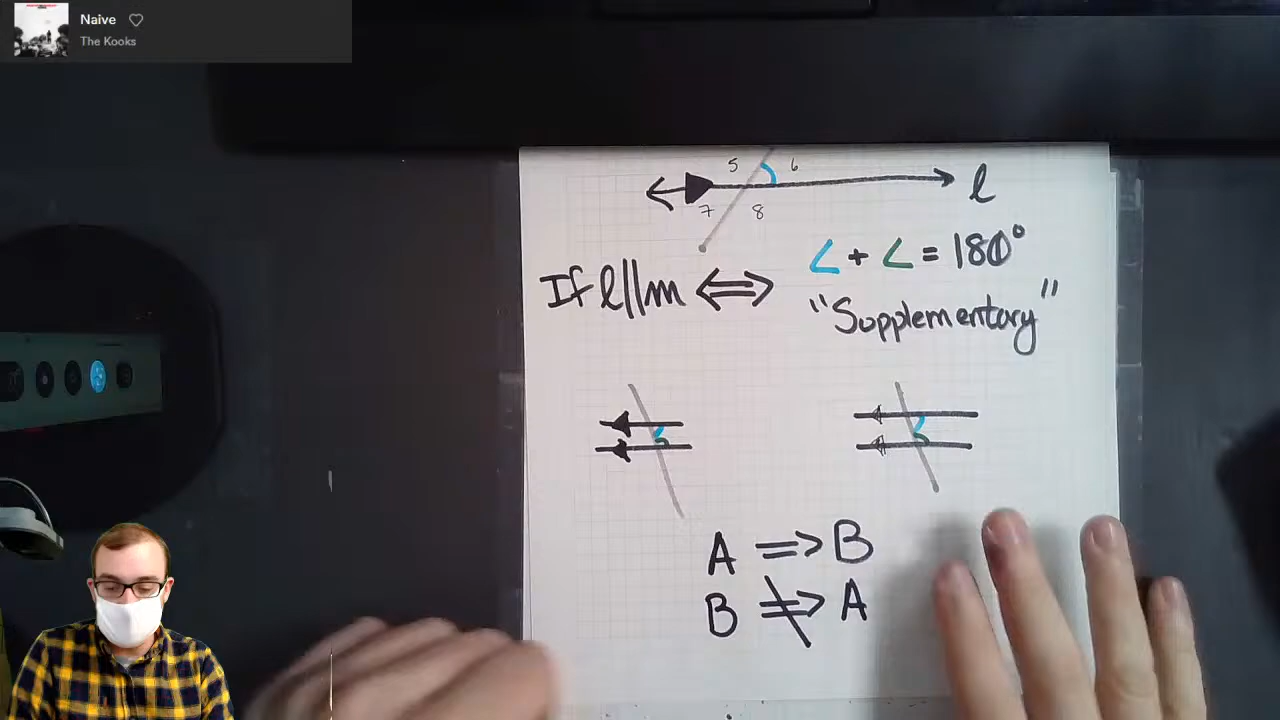 Naive
The Kooks
5 6
l
7 8
∠ + ∠ = 180°
If l||m <=>
"Supplementary"
A => B
B ≠> A